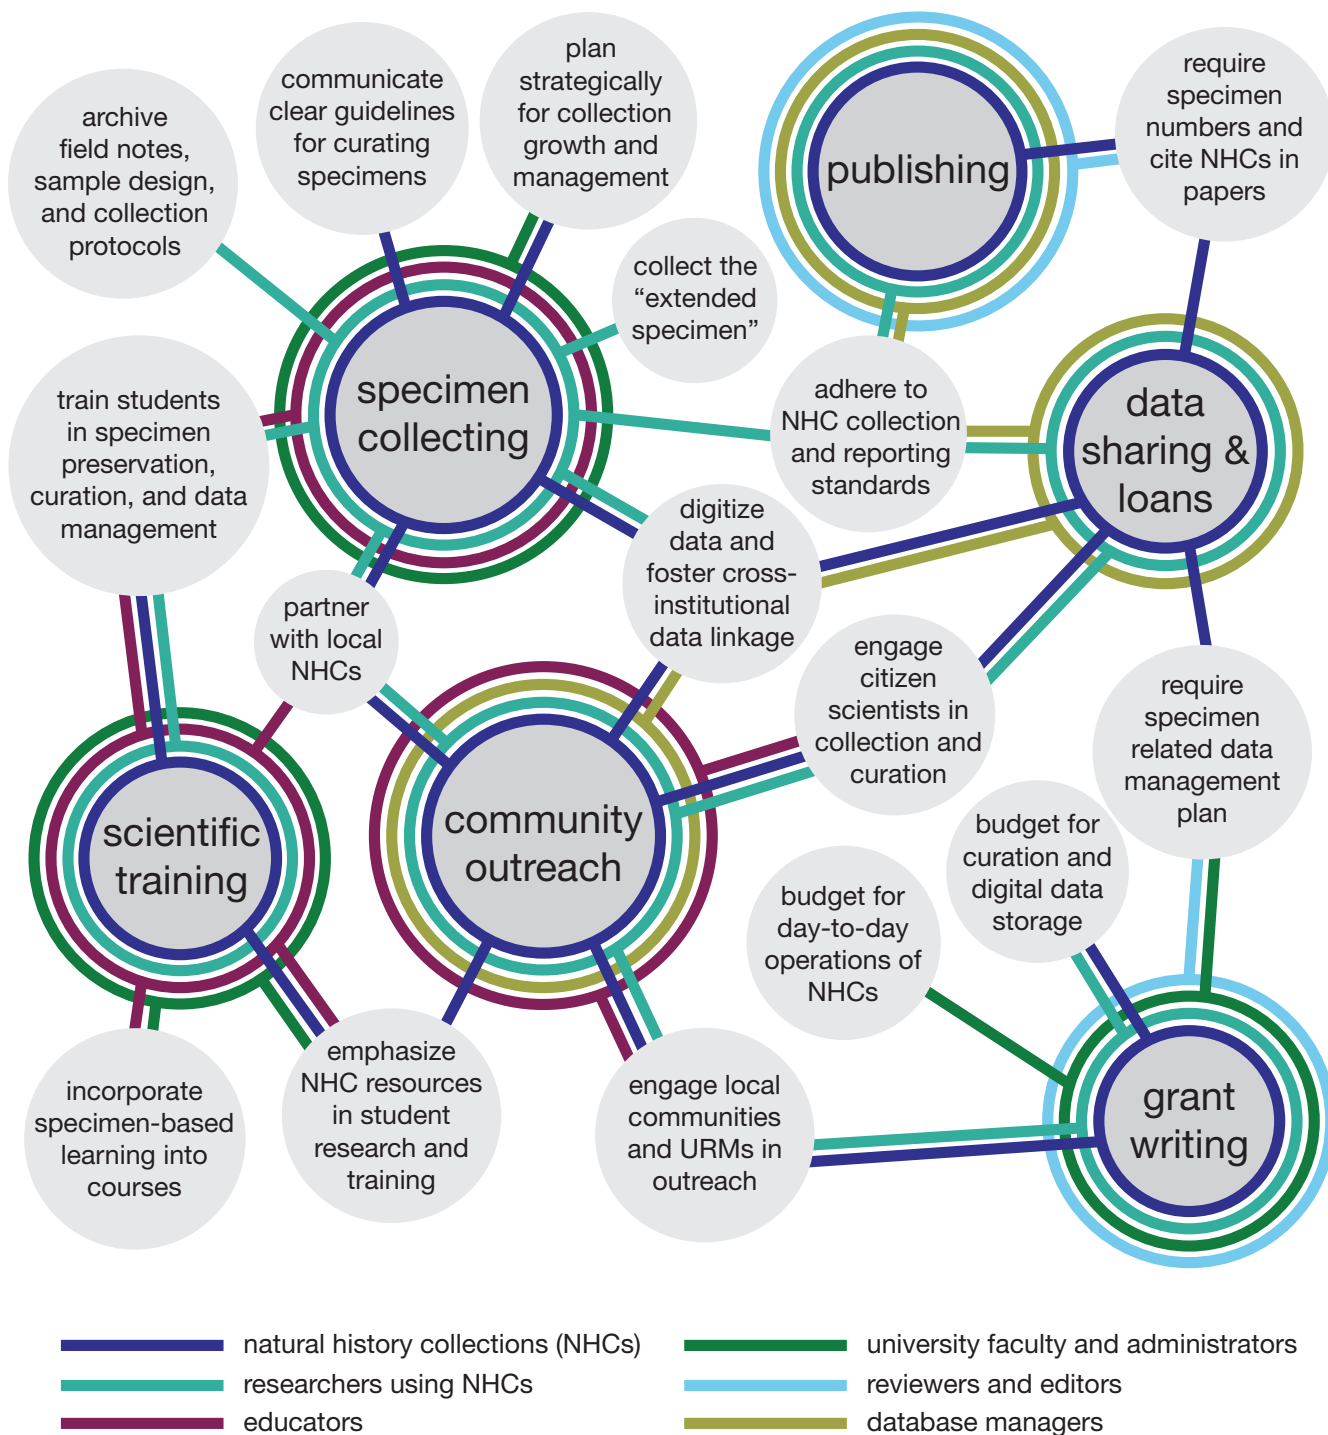 archive
field notes,
sample design,
and collection
protocols
communicate
clear guidelines
for curating
specimens
plan
strategically
for collection
growth and
management
publishing
require
specimen
numbers and
cite NHCs in
papers
collect the
“extended
specimen”
specimen
collecting
train students
in specimen
preservation,
curation, and data
management
adhere to
NHC collection
and reporting
standards
data
sharing &
loans
digitize
data and
foster cross-
institutional
data linkage
partner
with local
NHCs
engage
citizen
scientists in
collection and
curation
require
specimen
related data
management
plan
scientific
training
community
outreach
budget for
curation and
digital data
storage
budget for
day-to-day
operations of
NHCs
incorporate
specimen-based
learning into
courses
emphasize
NHC resources
in student
research and
training
engage local
communities
and URMs in
outreach
grant
writing
natural history collections (NHCs)
researchers using NHCs
educators
university faculty and administrators
reviewers and editors
database managers